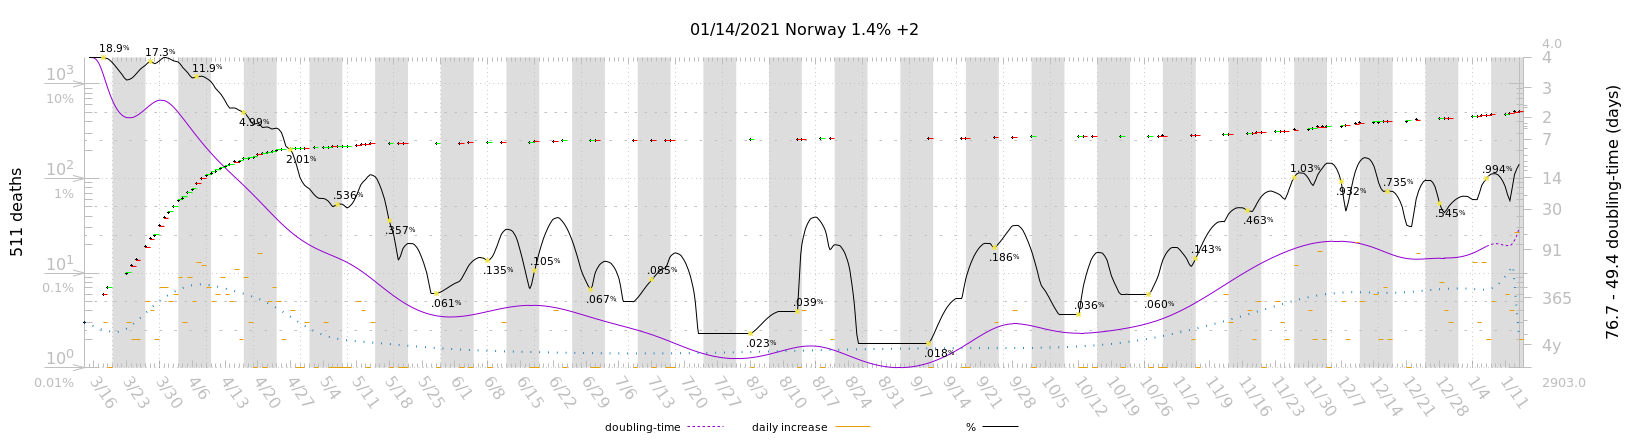 01/14/2021 Norway 1.4% +2
4.0
18.9% 17.3% 11.9% 4.99% 2.01% .536% .357% .061% .135% .105% .067% .085% .023% .039% .018% .186% .036% .060% .143% .463% 1.03% .932% .735% .545% .994%
10³ 4
10% 3
2
7
10² 14
1% 30
91
10¹
0.1% 365
10⁰ 4y
0.01% 2903.0
511 deaths
76.7 - 49.4 doubling-time (days)
3/16 3/23 3/30 4/6 4/13 4/20 4/27 5/4 5/11 5/18 5/25 6/1 6/8 6/15 6/22 6/29 7/6 7/13 7/20 7/27 8/3 8/10 8/17 8/24 8/31 9/7 9/14 9/21 9/28 10/5 10/12 10/19 10/26 11/2 11/9 11/16 11/23 11/30 12/7 12/14 12/21 12/28 1/4 1/11
doubling-time daily increase %